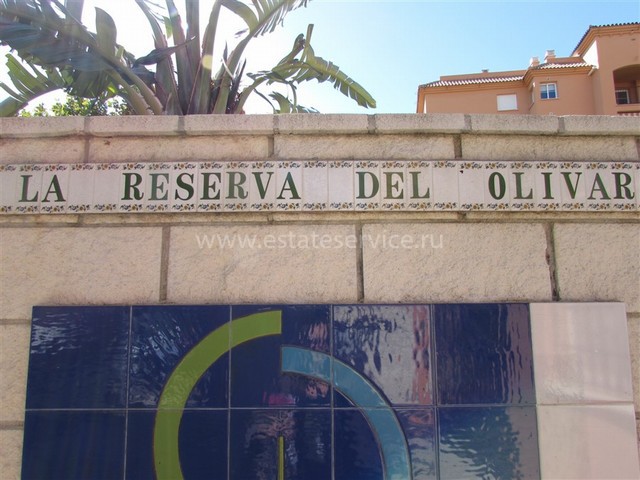 LA RESERVA DEL OLIVAR
www.estateservice.ru